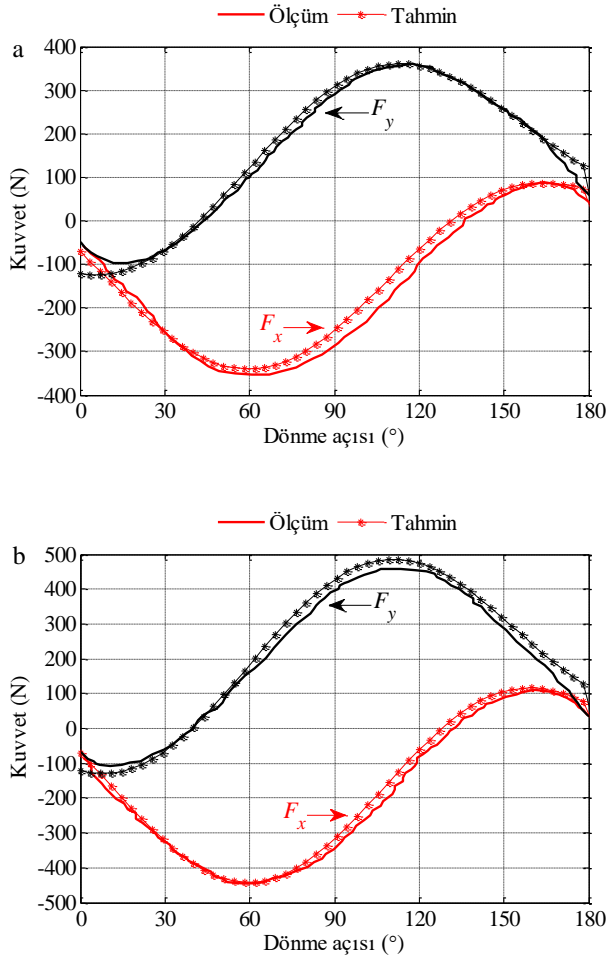 Ölçüm Tahmin
a
400
300
200
100
0
-100
-200
-300
-400
Kuvvet (N)
F_y
F_x
0 30 60 90 120 150 180
Dönme açısı (°)
Ölçüm Tahmin
b
500
400
300
200
100
0
-100
-200
-300
-400
-500
Kuvvet (N)
F_y
F_x
0 30 60 90 120 150 180
Dönme açısı (°)